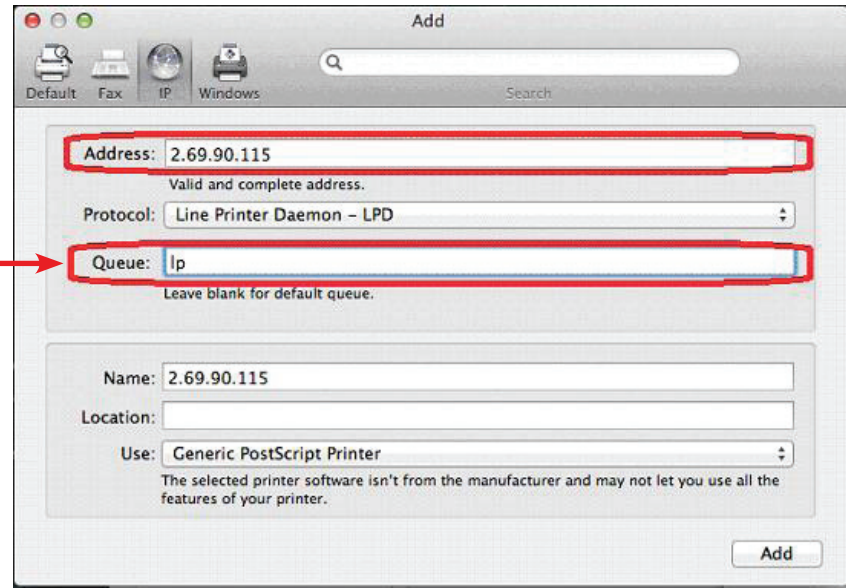 Add
Default Fax IP Windows
Search
Address: 2.69.90.115
Valid and complete address.
Protocol: Line Printer Daemon – LPD
Queue: lp
Leave blank for default queue.
Name: 2.69.90.115
Location:
Use: Generic PostScript Printer
The selected printer software isn't from the manufacturer and may not let you use all the
features of your printer.
Add